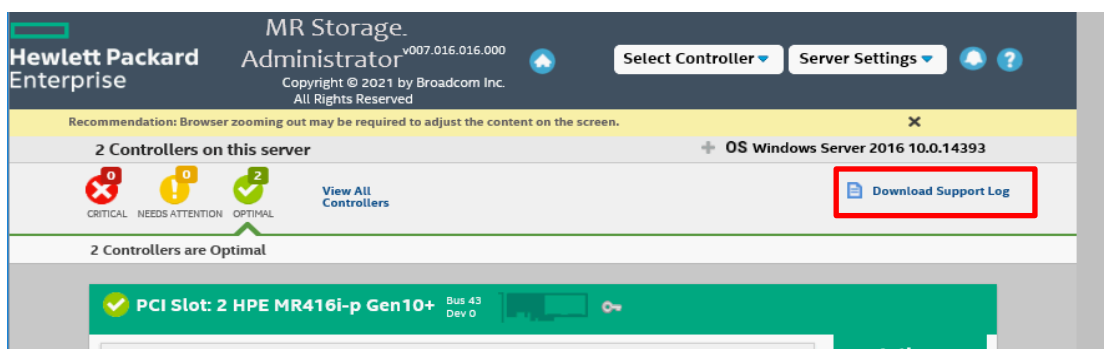 MR Storage.
Hewlett Packard
Enterprise
Administrator v007.016.016.000
Copyright © 2021 by Broadcom Inc.
All Rights Reserved
Select Controller
Server Settings
?
Recommendation: Browser zooming out may be required to adjust the content on the screen.
2 Controllers on this server
OS Windows Server 2016 10.0.14393
0
0
2
CRITICAL
NEEDS ATTENTION
OPTIMAL
View All
Controllers
Download Support Log
2 Controllers are Optimal
PCI Slot: 2 HPE MR416i-p Gen10+
Bus 43
Dev 0